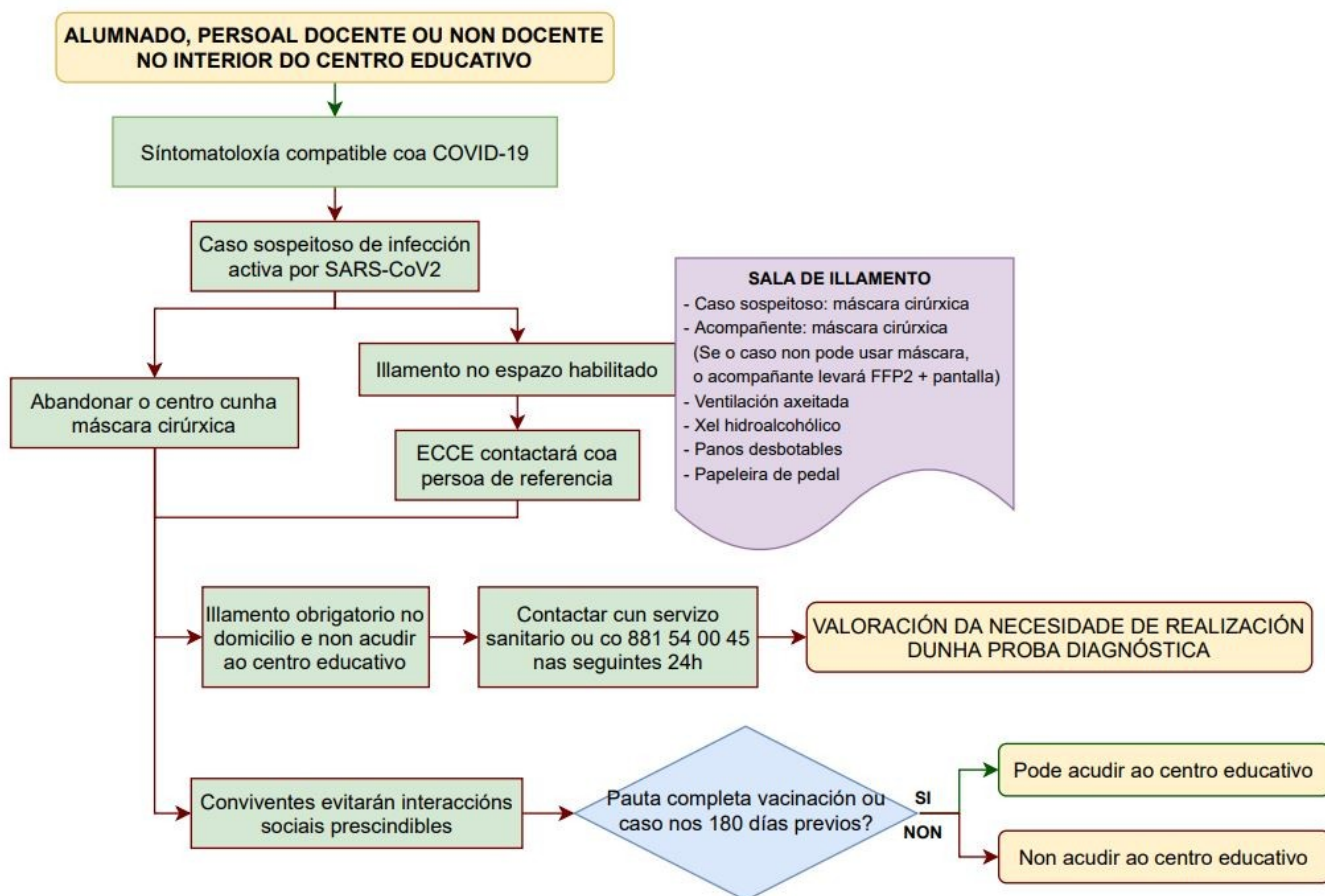 ALUMNADO, PERSOAL DOCENTE OU NON DOCENTE
NO INTERIOR DO CENTRO EDUCATIVO
Síntomatoloxía compatible coa COVID-19
Caso sospeitoso de infección
activa por SARS-CoV2
SALA DE ILLAMENTO
- Caso sospeitoso: máscara cirúrxica
- Acompañente: máscara cirúrxica
(Se o caso non pode usar máscara,
o acompañante levará FFP2 + pantalla)
- Ventilación axeitada
- Xel hidroalcohólico
- Panos desbotables
- Papeleira de pedal
Illamento no espazo habilitado
Abandonar o centro cunha
máscara cirúrxica
ECCE contactará coa
persoa de referencia
Illamento obrigatorio no
domicilio e non acudir
ao centro educativo
Contactar cun servizo
sanitario ou co 881 54 00 45
nas seguintes 24h
VALORACIÓN DA NECESIDADE DE REALIZACIÓN
DUNHA PROBA DIAGNÓSTICA
Conviventes evitarán interaccións
sociais prescindibles
Pauta completa vacinación ou
caso nos 180 días previos?
SI
NON
Pode acudir ao centro educativo
Non acudir ao centro educativo